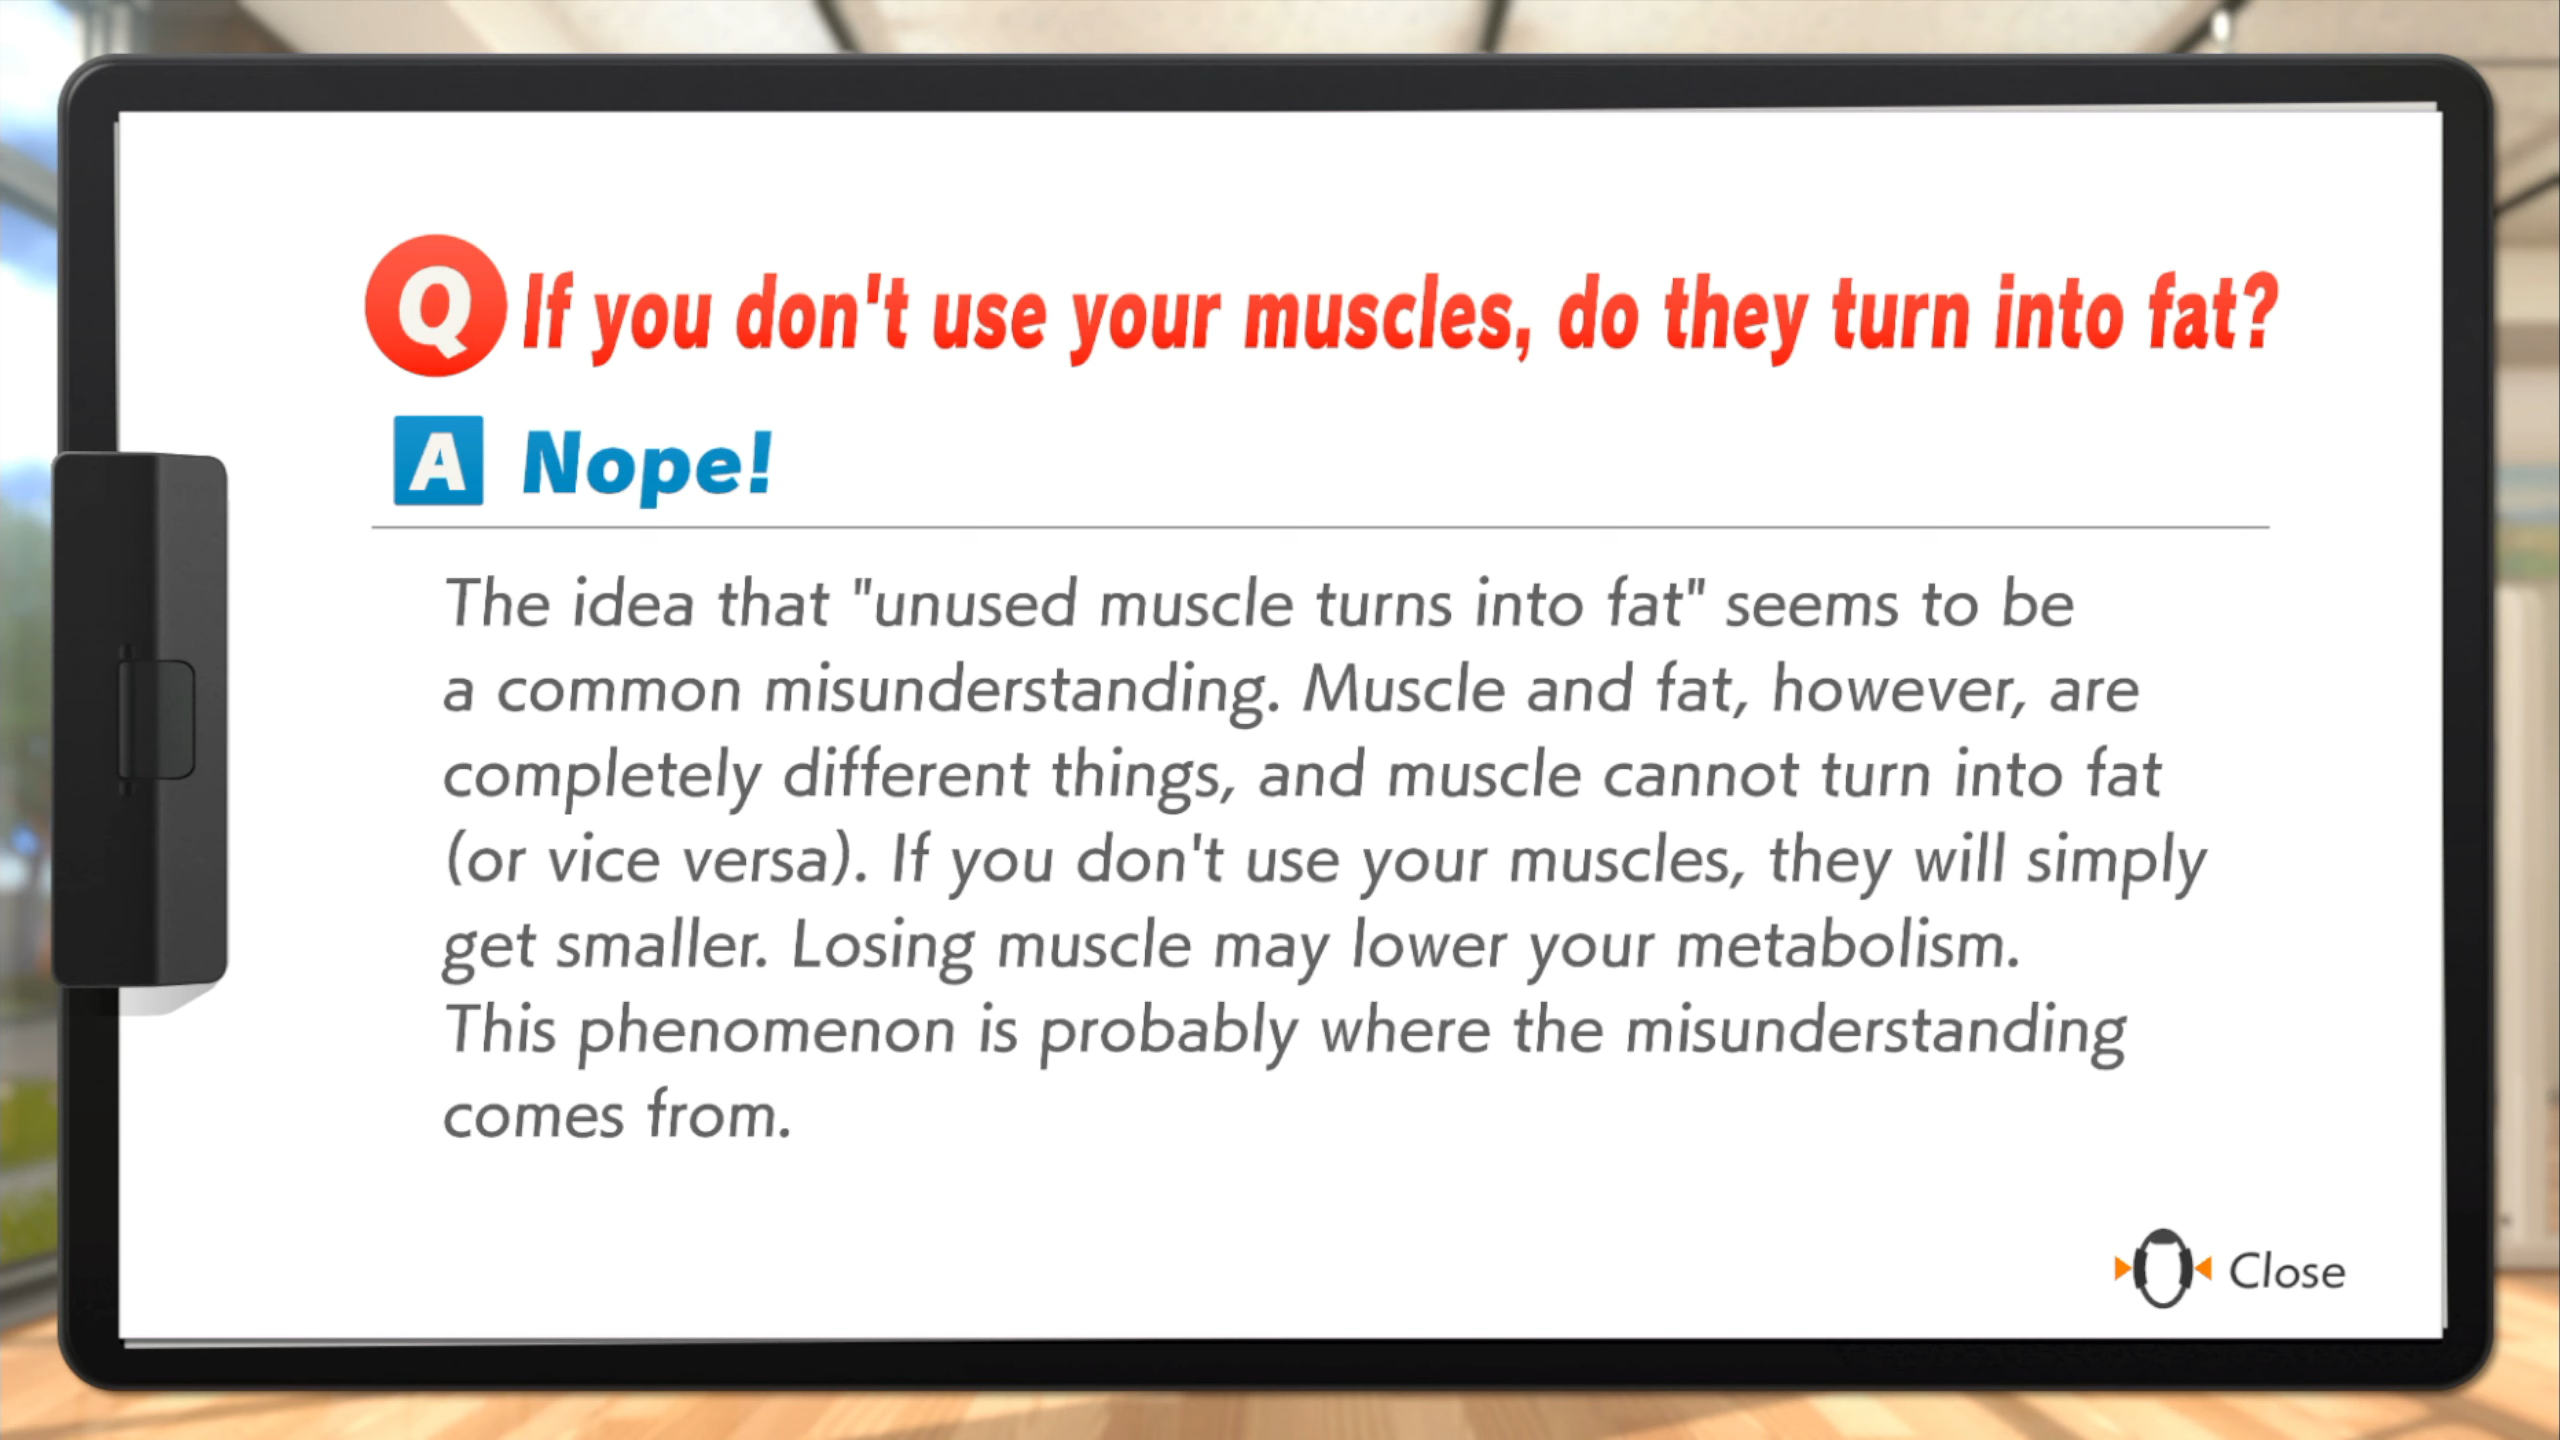 Q If you don't use your muscles, do they turn into fat?
A Nope!
The idea that "unused muscle turns into fat" seems to be
a common misunderstanding. Muscle and fat, however, are
completely different things, and muscle cannot turn into fat
(or vice versa). If you don't use your muscles, they will simply
get smaller. Losing muscle may lower your metabolism.
This phenomenon is probably where the misunderstanding
comes from.
Close